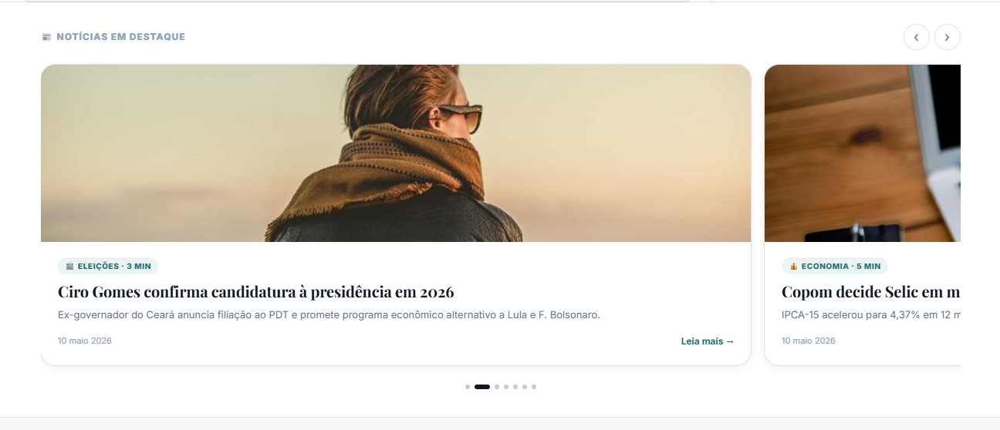 NOTÍCIAS EM DESTAQUE
ELEIÇÕES · 3 MIN
Ciro Gomes confirma candidatura à presidência em 2026
Ex-governador do Ceará anuncia filiação ao PDT e promete programa econômico alternativo a Lula e F. Bolsonaro.
10 maio 2026
Leia mais →
ECONOMIA · 5 MIN
Copom decide Selic em m
IPCA-15 acelerou para 4,37% em 12 m
10 maio 2026